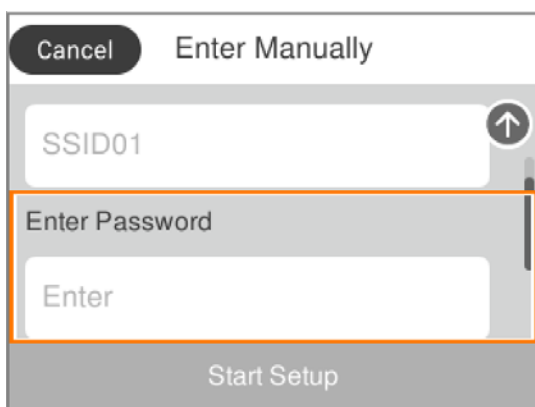 Cancel Enter Manually
SSID01
Enter Password
Enter
Start Setup